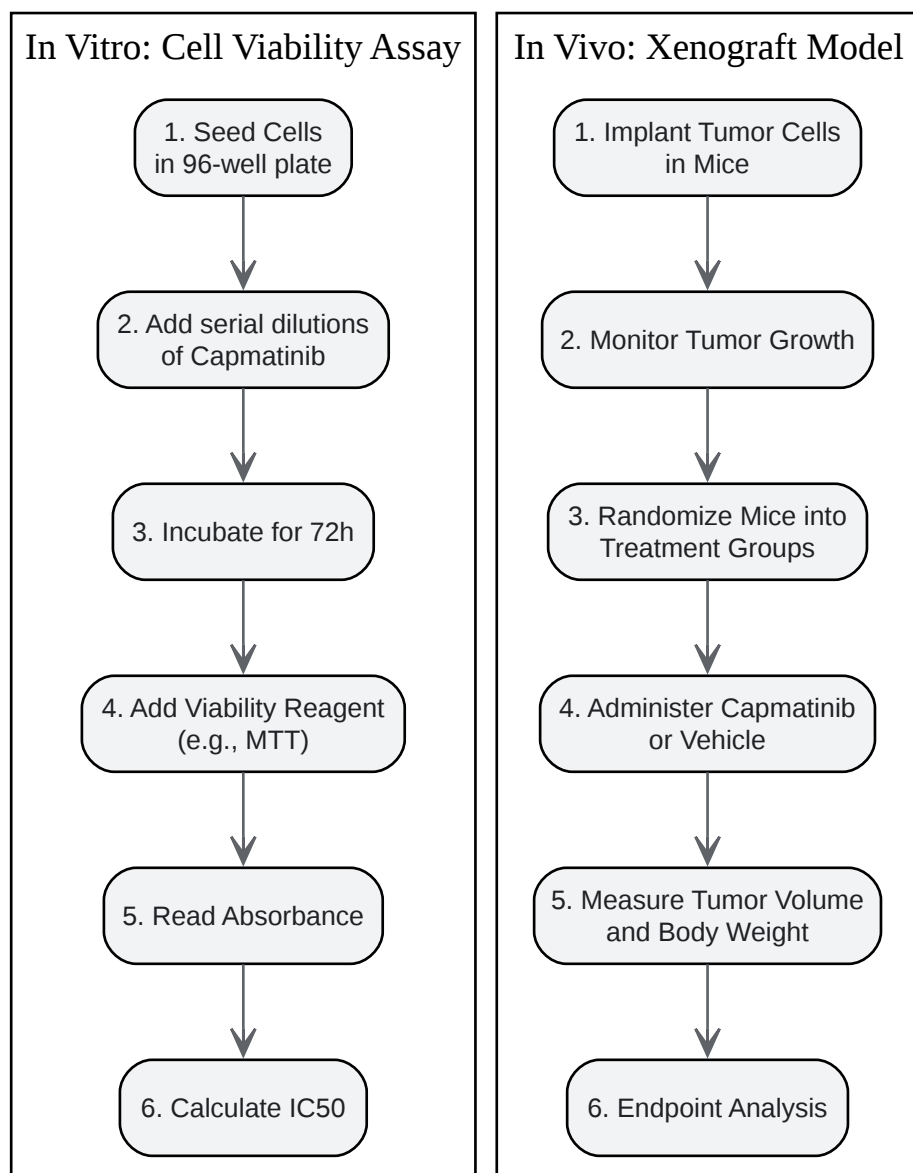 In Vitro: Cell Viability Assay
1. Seed Cells
in 96-well plate
2. Add serial dilutions
of Capmatinib
3. Incubate for 72h
4. Add Viability Reagent
(e.g., MTT)
5. Read Absorbance
6. Calculate IC50
In Vivo: Xenograft Model
1. Implant Tumor Cells
in Mice
2. Monitor Tumor Growth
3. Randomize Mice into
Treatment Groups
4. Administer Capmatinib
or Vehicle
5. Measure Tumor Volume
and Body Weight
6. Endpoint Analysis